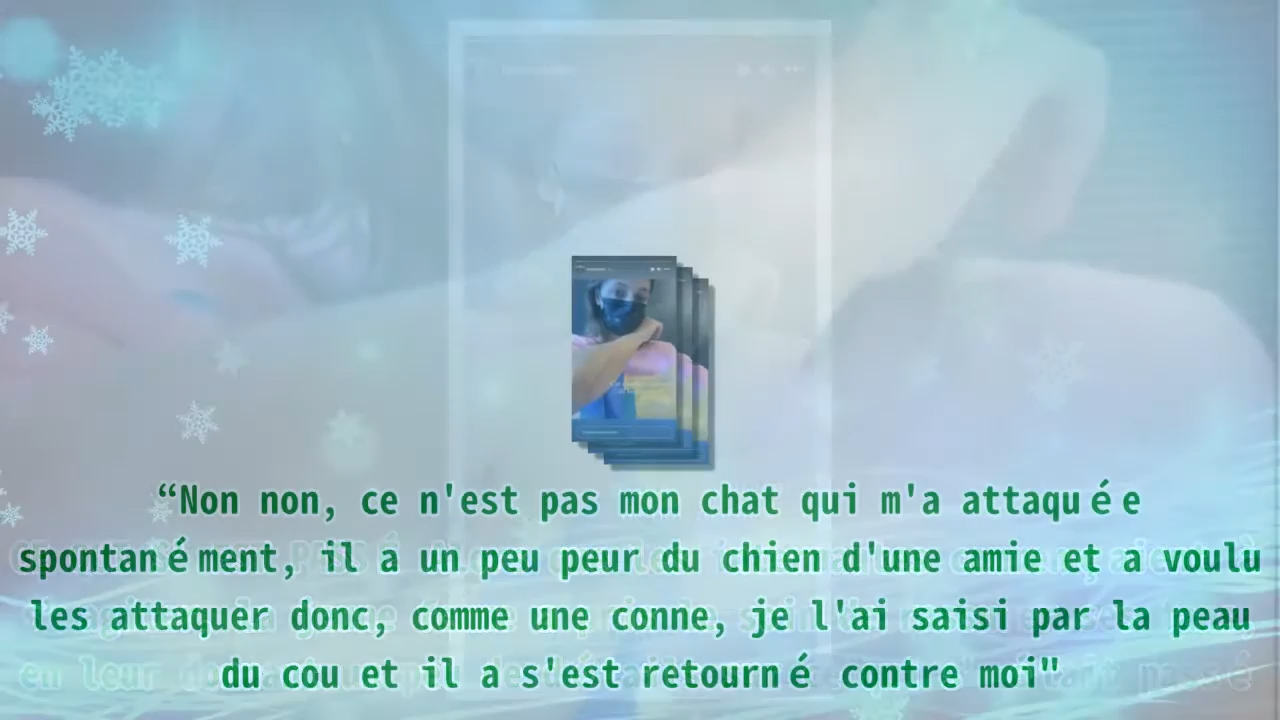 “Non non, ce n'est pas mon chat qui m'a attaquée
spontanément, il a un peu peur du chien d'une amie et a voulu
les attaquer donc, comme une conne, je l'ai saisi par la peau
du cou et il a s'est retourné contre moi"